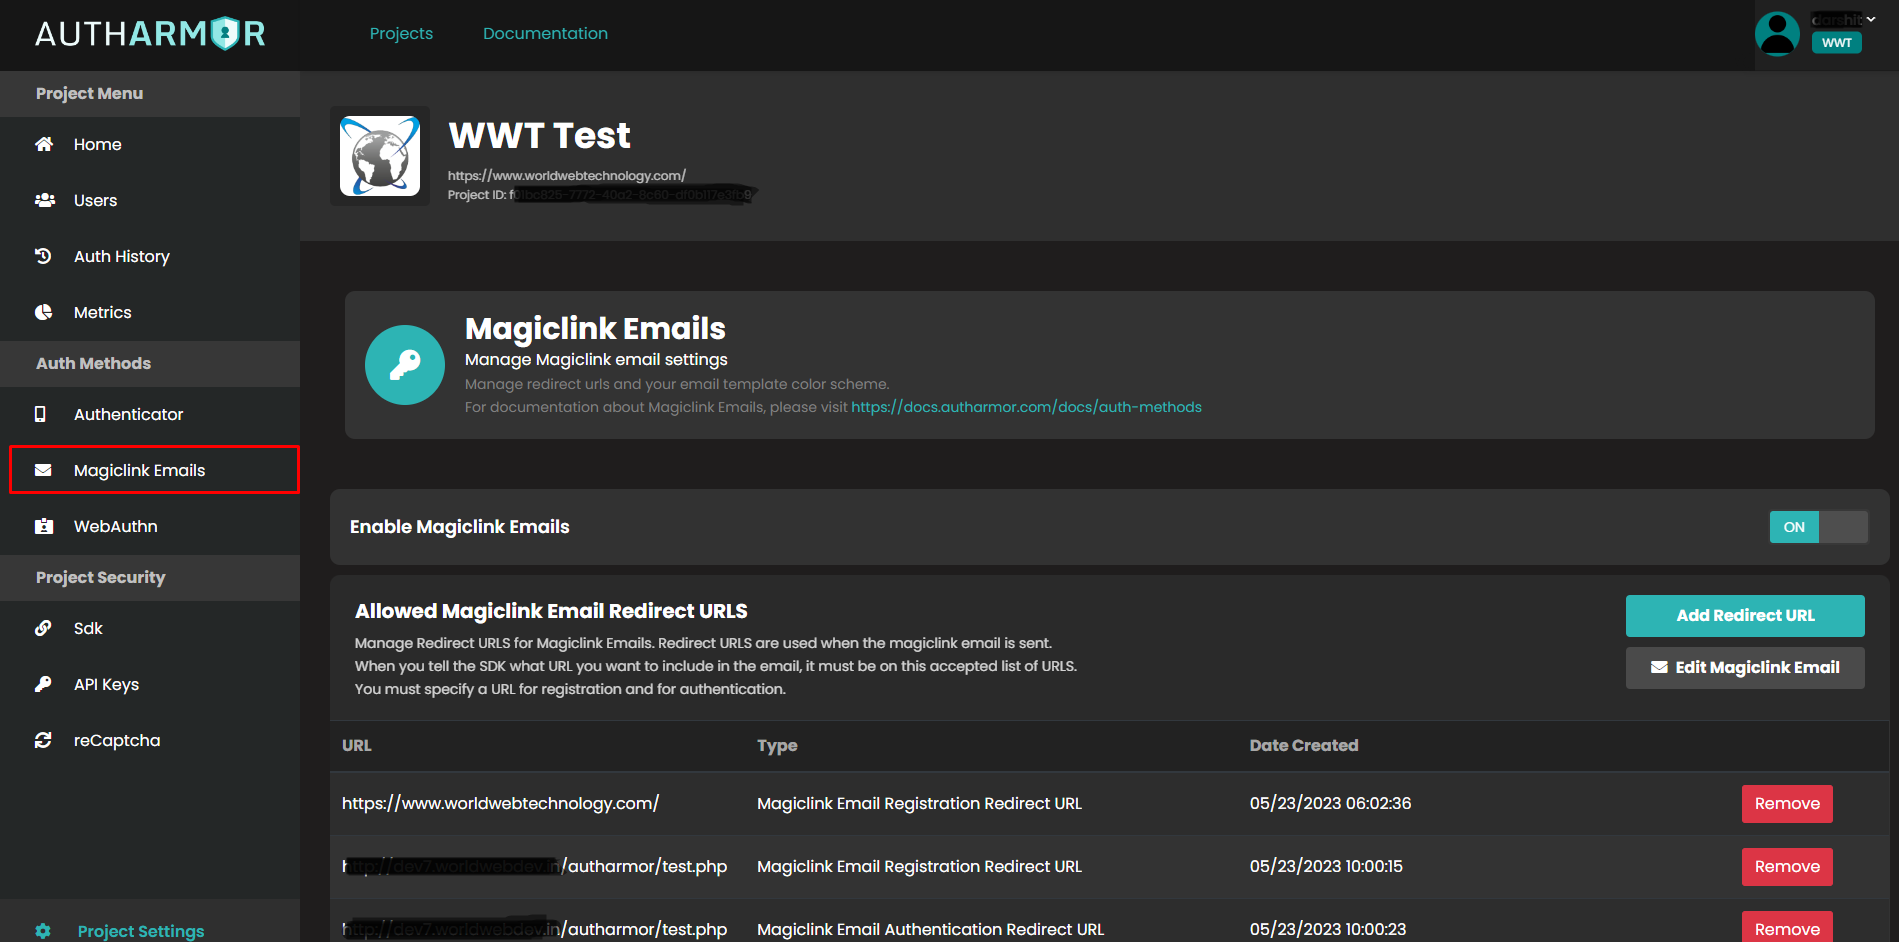 AUTHARMOR
Projects
Documentation
WWT
Project Menu
Home
Users
Auth History
Metrics
Auth Methods
Authenticator
Magiclink Emails
WebAuthn
Project Security
Sdk
API Keys
reCaptcha
Project Settings
WWT Test
https://www.worldwebtechnology.com/
Project ID:
Magiclink Emails
Manage Magiclink email settings
Manage redirect urls and your email template color scheme.
For documentation about Magiclink Emails, please visit https://docs.autharmor.com/docs/auth-methods
Enable Magiclink Emails
ON
Allowed Magiclink Email Redirect URLS
Manage Redirect URLS for Magiclink Emails. Redirect URLS are used when the magiclink email is sent.
When you tell the SDK what URL you want to include in the email, it must be on this accepted list of URLS.
You must specify a URL for registration and for authentication.
Add Redirect URL
Edit Magiclink Email
URL Type Date Created
https://www.worldwebtechnology.com/ Magiclink Email Registration Redirect URL 05/23/2023 06:02:36 Remove
/autharmor/test.php Magiclink Email Registration Redirect URL 05/23/2023 10:00:15 Remove
/autharmor/test.php Magiclink Email Authentication Redirect URL 05/23/2023 10:00:23 Remove